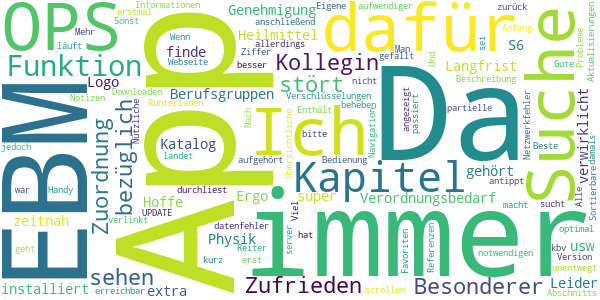 OPS
EBM
App
immer
Da
Ich
dafür
Suche
Kapitel
Funktion
Zufrieden
Besonderer
Kollegin
stört
sehen
Zuordnung
bezüglich
Berufsgruppen
finde
Heilmittel
Genehmigung
Langfristig
S6
Katalog
Logo
super
Ergo
Verordnungsbedarf
gehört
verwirklicht
usw
Leider
Physik
Hoffe
zeitnah
installiert
extra
Informationen
erstmal
Mehr
Sonst
läuft
anschließend
Eigene
aufwendiger
zurück
Man
gefällt
sei
Anfang
Gute
Probleme
Aktualisierungen
Wenn
allerdings
Ziffer
Webseite
besser
Beschreibung
Verschlüsselungen
nicht
Enthält
beheben
Netzwerkfehler
Notizen
Downloaden
Runterladen
Nützliche
jedoch
Nach
bitte
Übersichtliche
Navigation
angezeigt
passiert
partielle
Beste
damals
Alle
Sortierbare
landet
aufgehört
Bedienung
antippt
war
Handy
UPDATE
verlinkt
durchliest
datenfehler
Viel
hat
macht
sucht
Version
optimal
kbv
unentwegt
geht
erreichbar
kurz
Reiter
erst
server
Favoriten
Referenzen
Und
notwendigen
scrollen
Abschnitts